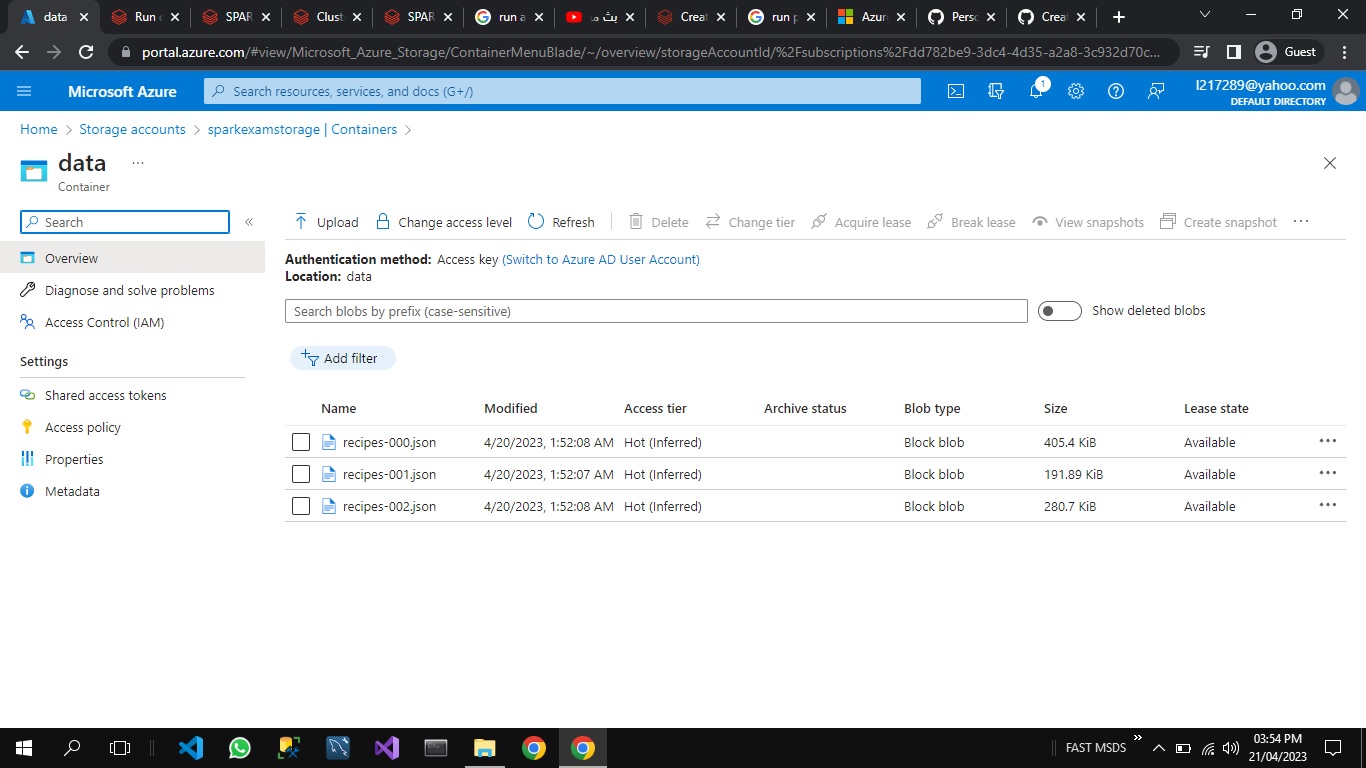 data
Run c
SPAR
Clust
SPAR
run a
بث ما
Creat
run p
Azure
Perso
Creat
portal.azure.com/#view/Microsoft_Azure_Storage/ContainerMenuBlade/~/overview/storageAccountId/%2Fsubscriptions%2Fdd782be9-3dc4-4d35-a2a8-3c932d70c...
Guest
Microsoft Azure
Search resources, services, and docs (G+/)
1
l217289@yahoo.com
DEFAULT DIRECTORY
Home > Storage accounts > sparkexamstorage | Containers >
data ...
Container
Search
«
Upload
Change access level
Refresh
Delete
Change tier
Acquire lease
Break lease
View snapshots
Create snapshot
...
Overview
Diagnose and solve problems
Access Control (IAM)
Settings
Shared access tokens
Access policy
Properties
Metadata
Authentication method: Access key (Switch to Azure AD User Account)
Location: data
Search blobs by prefix (case-sensitive)
Show deleted blobs
Add filter
Name Modified Access tier Archive status Blob type Size Lease state
recipes-000.json 4/20/2023, 1:52:08 AM Hot (Inferred) Block blob 405.4 KiB Available ...
recipes-001.json 4/20/2023, 1:52:07 AM Hot (Inferred) Block blob 191.89 KiB Available ...
recipes-002.json 4/20/2023, 1:52:08 AM Hot (Inferred) Block blob 280.7 KiB Available ...
FAST MSDS
03:54 PM
21/04/2023